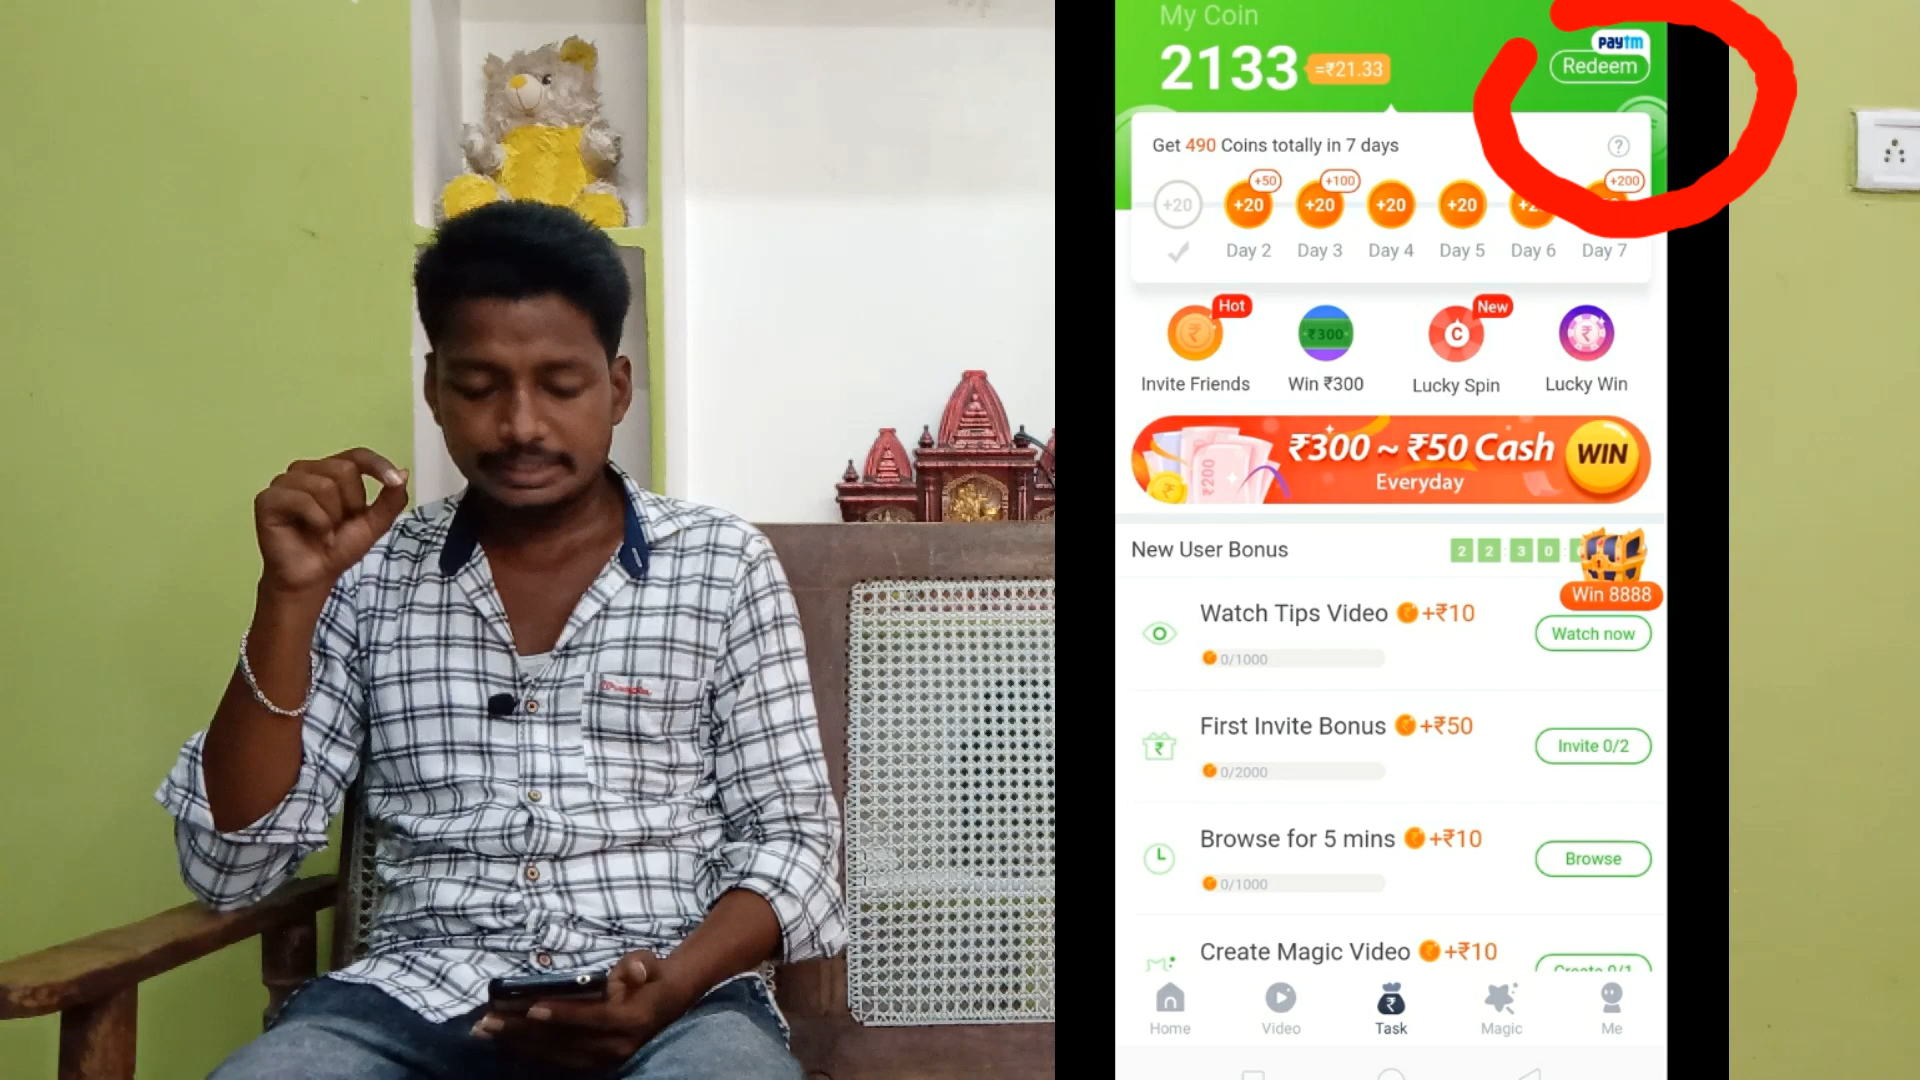 My Coin
2133 =₹21.33
paytm
Redeem
Get 490 Coins totally in 7 days ?
+50 +100 +200
+20 +20 +20 +20 +20
Day 2 Day 3 Day 4 Day 5 Day 6 Day 7
Hot New
₹300
Invite Friends Win ₹300 Lucky Spin Lucky Win
₹300 ~ ₹50 Cash WIN
₹200 Everyday
New User Bonus 2 2 : 3 0 :
Win 8888
Watch Tips Video +₹10
Watch now
0/1000
First Invite Bonus +₹50
Invite 0/2
0/2000
Browse for 5 mins +₹10
Browse
0/1000
Create Magic Video +₹10
Create 0/1
Home Video Task Magic Me